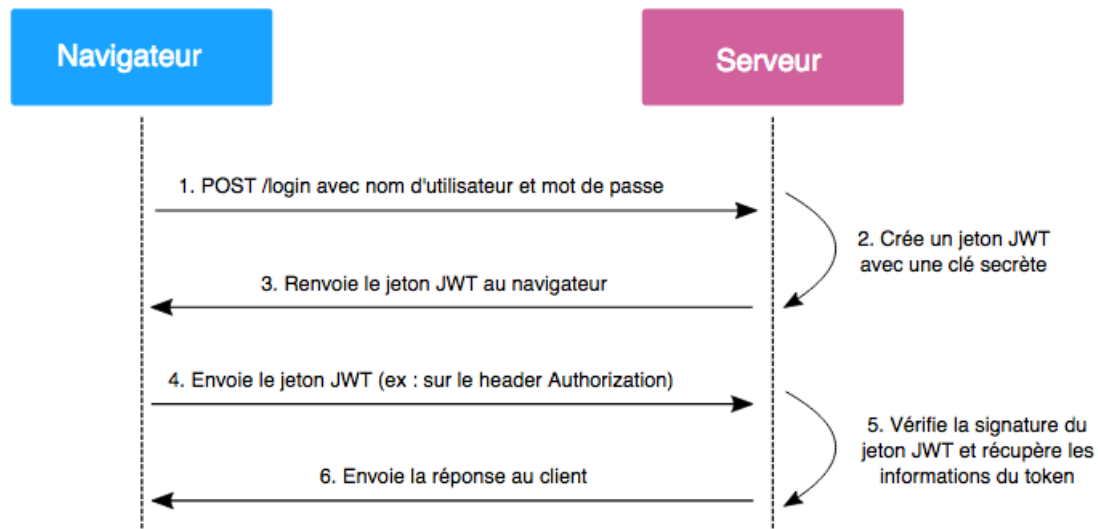 Navigateur
Serveur
1. POST /login avec nom d'utilisateur et mot de passe
2. Crée un jeton JWT
avec une clé secrète
3. Renvoie le jeton JWT au navigateur
4. Envoie le jeton JWT (ex : sur le header Authorization)
5. Vérifie la signature du
jeton JWT et récupère les
informations du token
6. Envoie la réponse au client